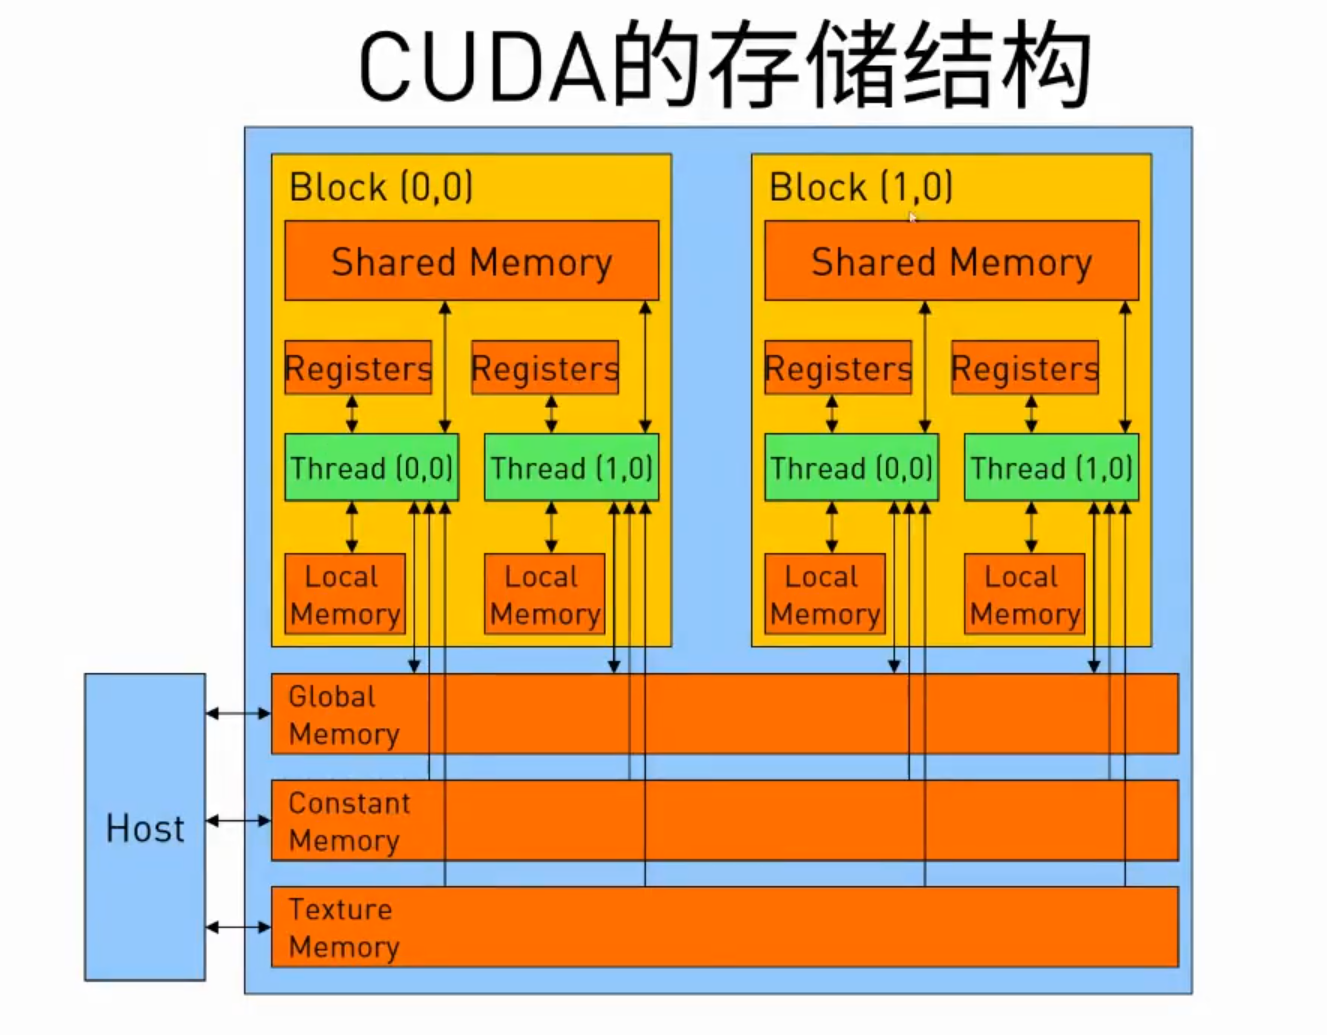 CUDA的存储结构
Block (0,0)
Shared Memory
Registers
Registers
Thread (0,0)
Thread (1,0)
Local
Memory
Local
Memory
Block (1,0)
Shared Memory
Registers
Registers
Thread (0,0)
Thread (1,0)
Local
Memory
Local
Memory
Host
Global
Memory
Constant
Memory
Texture
Memory